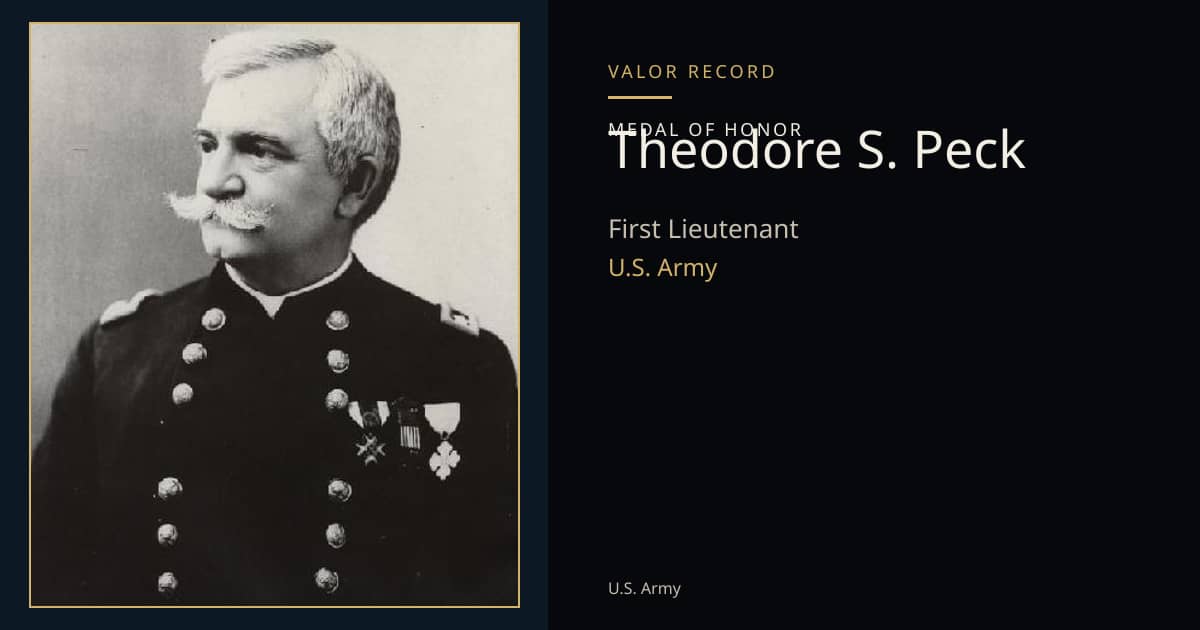 VALOR RECORD
MEDAL OF HONOR
Theodore S. Peck
First Lieutenant
U.S. Army
U.S. Army